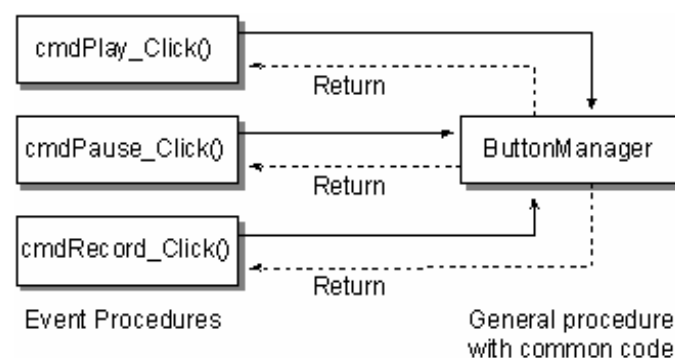 cmdPlay_Click()
Return
cmdPause_Click()
ButtonManager
Return
cmdRecord_Click()
Return
Event Procedures
General procedure
with common code